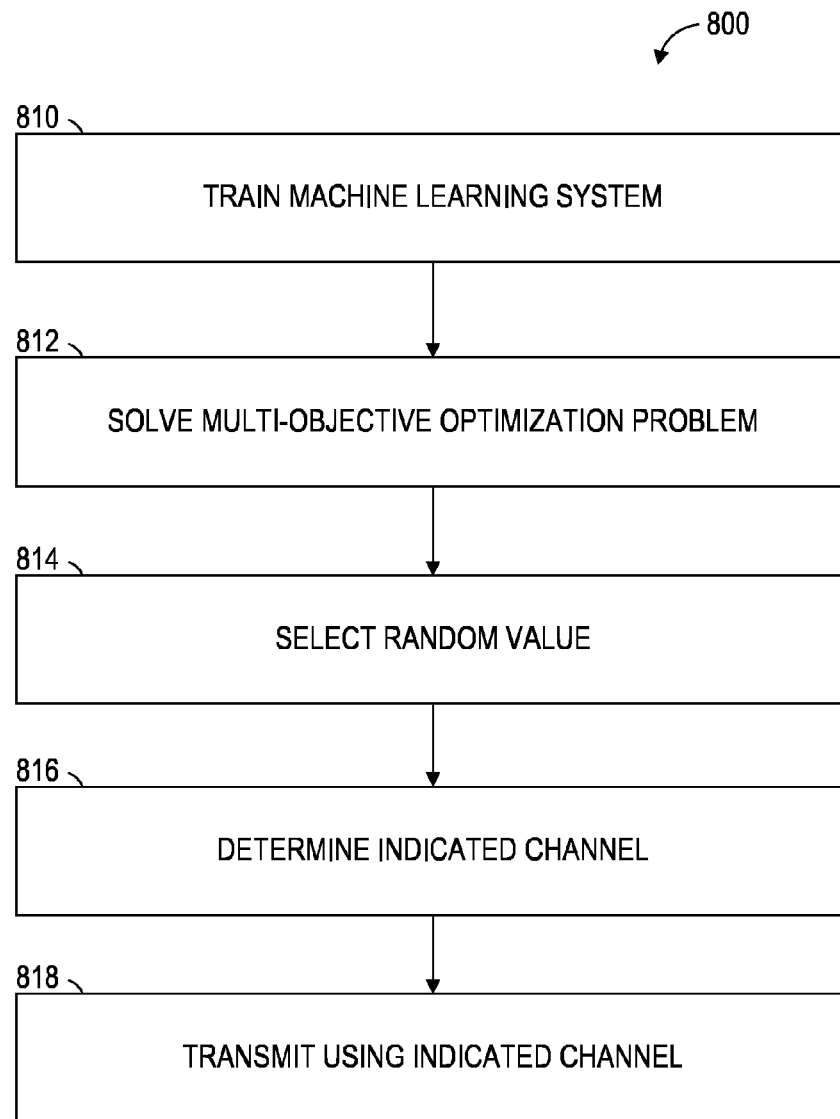 800
810
TRAIN MACHINE LEARNING SYSTEM
812
SOLVE MULTI-OBJECTIVE OPTIMIZATION PROBLEM
814
SELECT RANDOM VALUE
816
DETERMINE INDICATED CHANNEL
818
TRANSMIT USING INDICATED CHANNEL